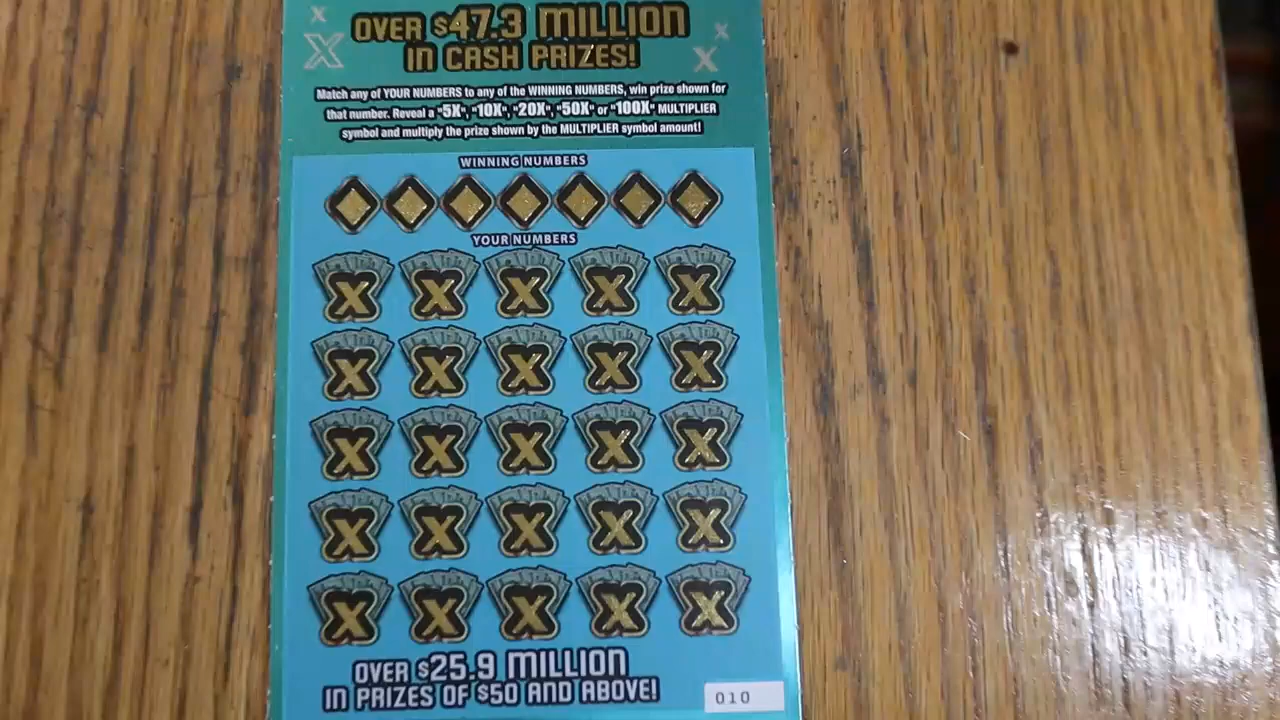 OVER $47.3 MILLION
IN CASH PRIZES!
Match any of YOUR NUMBERS to any of the WINNING NUMBERS, win prize shown for
that number. Reveal a "5X", "10X", "20X", "50X" or "100X" MULTIPLIER
symbol and multiply the prize shown by the MULTIPLIER symbol amount!
WINNING NUMBERS
YOUR NUMBERS
X X X X X
X X X X X
X X X X X
X X X X X
X X X X X
OVER $25.9 MILLION
IN PRIZES OF $50 AND ABOVE!
010